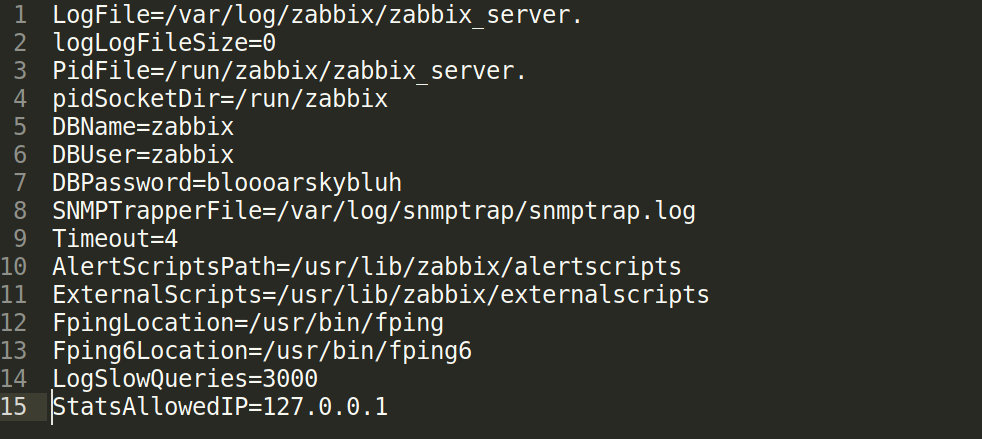 1 LogFile=/var/log/zabbix/zabbix_server.
2 logLogFileSize=0
3 PidFile=/run/zabbix/zabbix_server.
4 pidSocketDir=/run/zabbix
5 DBName=zabbix
6 DBUser=zabbix
7 DBPassword=bloooarskybluh
8 SNMPTrapperFile=/var/log/snmptrap/snmptrap.log
9 Timeout=4
10 AlertScriptsPath=/usr/lib/zabbix/alertscripts
11 ExternalScripts=/usr/lib/zabbix/externalscripts
12 FpingLocation=/usr/bin/fping
13 Fping6Location=/usr/bin/fping6
14 LogSlowQueries=3000
15 StatsAllowedIP=127.0.0.1